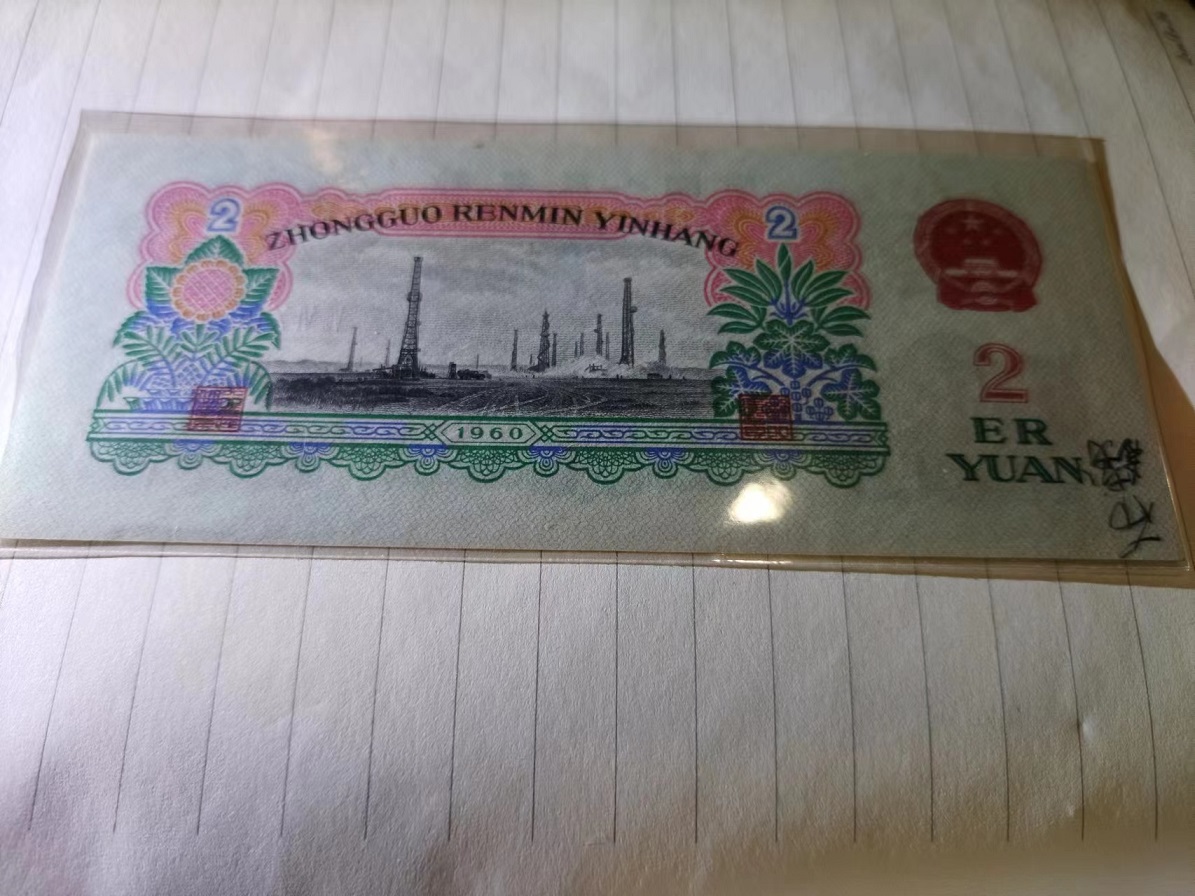 2
ZHONGGUO RENMIN YINHANG
2
1960
2
ER
YUAN